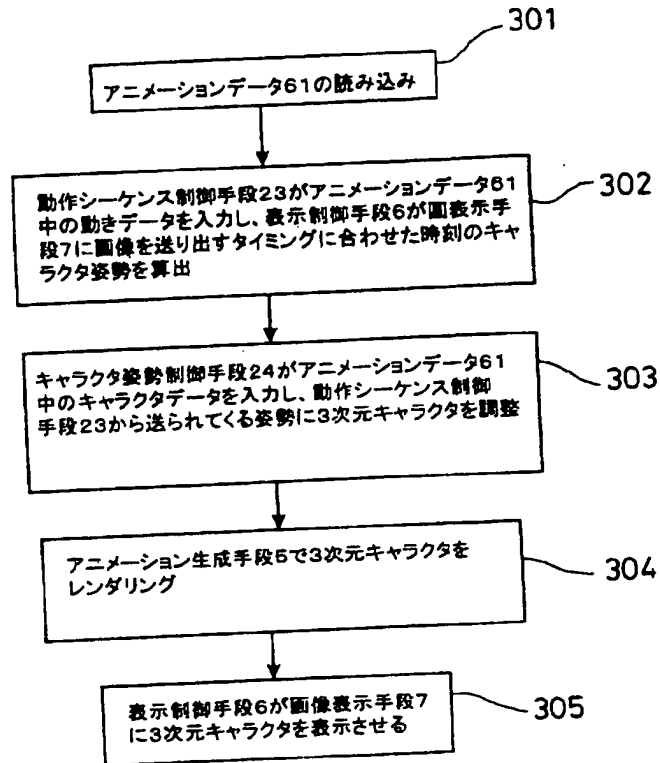 301
アニメーションデータ61の読み込み
302
動作シーケンス制御手段23がアニメーションデータ61
中の動きデータを入力し、表示制御手段6が画表示手
段7に画像を送り出すタイミングに合わせた時刻のキャ
ラクタ姿勢を算出
303
キャラクタ姿勢制御手段24がアニメーションデータ61
中のキャラクタデータを入力し、動作シーケンス制御
手段23から送られてくる姿勢に3次元キャラクタを調整
304
アニメーション生成手段5で3次元キャラクタを
レンダリング
305
表示制御手段6が画像表示手段7
に3次元キャラクタを表示させる